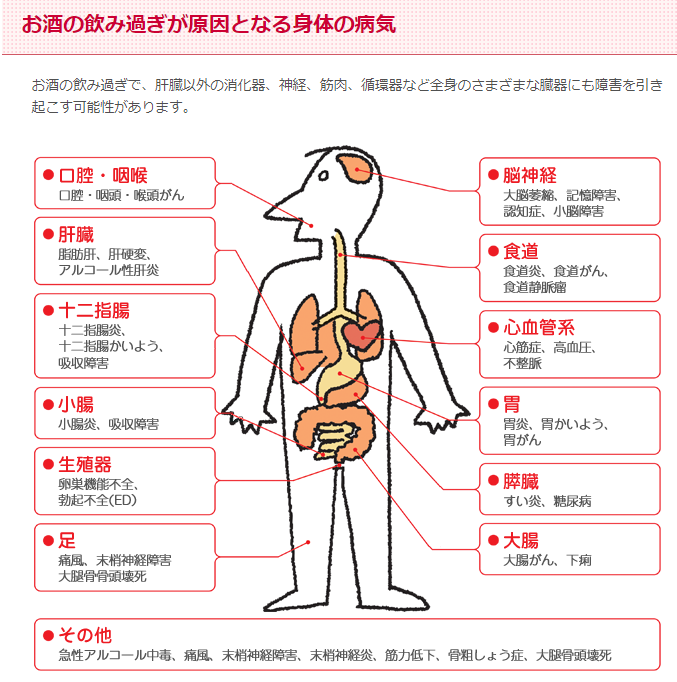 お酒の飲み過ぎが原因となる身体の病気
お酒の飲み過ぎで、肝臓以外の消化器、神経、筋肉、循環器など全身のさまざまな臓器にも障害を引き
起こす可能性があります。
●口腔・咽喉
口腔・咽頭・喉頭がん
●肝臓
脂肪肝、肝硬変、
アルコール性肝炎
●十二指腸
十二指腸炎、
十二指腸かいよう、
吸収障害
●小腸
小腸炎、吸収障害
●生殖器
卵巣機能不全、
勃起不全(ED)
●足
痛風、末梢神経障害
大腿骨骨頭壊死
●脳神経
大脳萎縮、記憶障害、
認知症、小脳障害
●食道
食道炎、食道がん、
食道静脈瘤
●心血管系
心筋症、高血圧、
不整脈
●胃
胃炎、胃かいよう、
胃がん
●膵臓
すい炎、糖尿病
●大腸
大腸がん、下痢
●その他
急性アルコール中毒、痛風、末梢神経障害、末梢神経炎、筋力低下、骨粗しょう症、大腿骨頭壊死